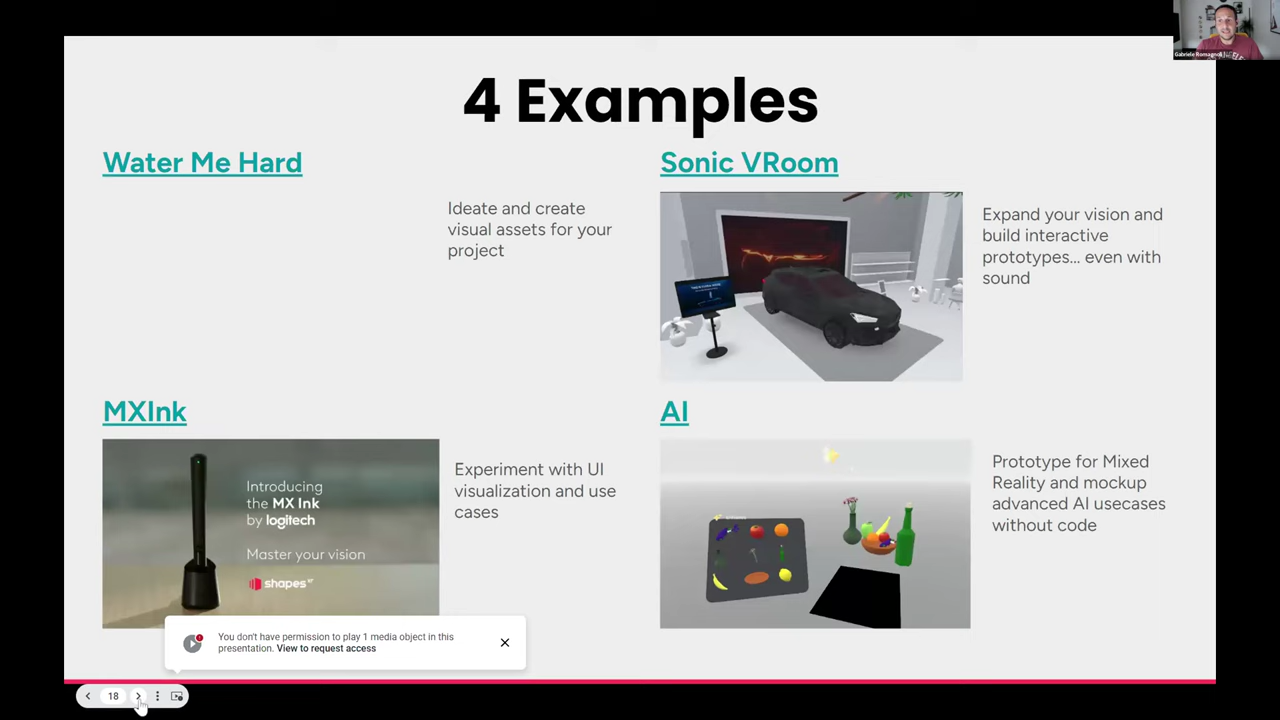 4 Examples
Water Me Hard
Ideate and create
visual assets for your
project
Sonic VRoom
Expand your vision and
build interactive
prototypes... even with
sound
MXInk
Introducing
the MX Ink
by logitech
Master your vision
shapes XR
Experiment with UI
visualization and use
cases
AI
Prototype for Mixed
Reality and mockup
advanced AI usecases
without code
You don't have permission to play 1 media object in this
presentation. View to request access
18